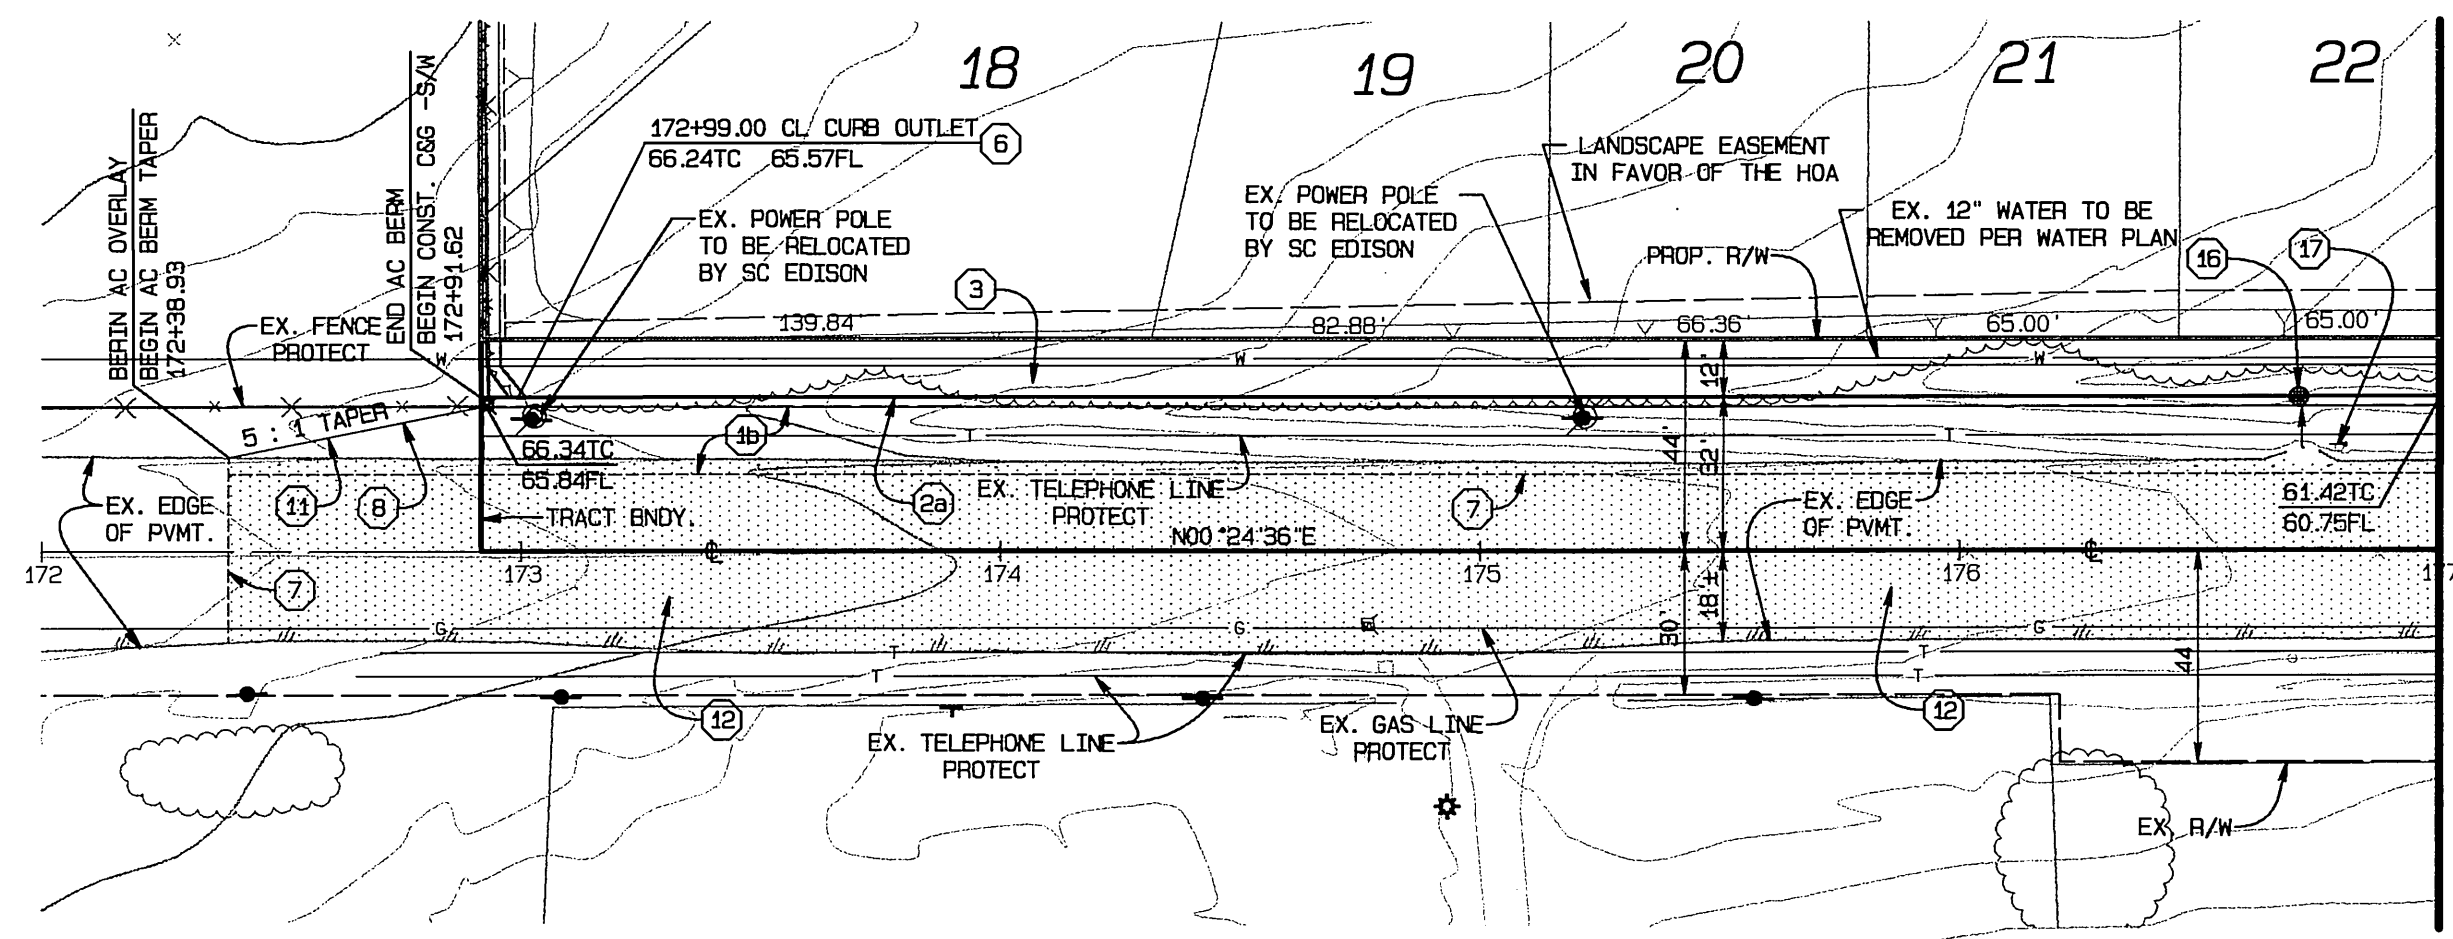 18
19
20
21
22
172+99.00 CL CURB OUTLET
66.24TC 65.57FL
6
BERIN AC OVERLAY
BEGIN AC BERM TAPER
172+38.93
END AC BERM
BEGIN CONST. C&G -S/W
172+91.62
EX. POWER POLE
TO BE RELOCATED
BY SC EDISON
EX. POWER POLE
TO BE RELOCATED
BY SC EDISON
LANDSCAPE EASEMENT
IN FAVOR OF THE HOA
EX. 12" WATER TO BE
REMOVED PER WATER PLAN
PROP. R/W
16
17
3
EX. FENCE
PROTECT
139.84'
82.88'
66.36'
65.00'
65.00'
W
W
W
12'
5 : 1 TAPER
1b
T
T
44'
32'
66.34TC
65.84FL
11
8
2a
EX. TELEPHONE LINE
PROTECT
7
EX. EDGE
OF PVMT.
61.42TC
60.75FL
EX. EDGE
OF PVMT.
TRACT BNDY.
N00°24'36"E
172
173
174
175
176
177
7
18'±
30'
G
G
G
T
T
T
T
44
12
12
EX. TELEPHONE LINE
PROTECT
EX. GAS LINE
PROTECT
EX. R/W